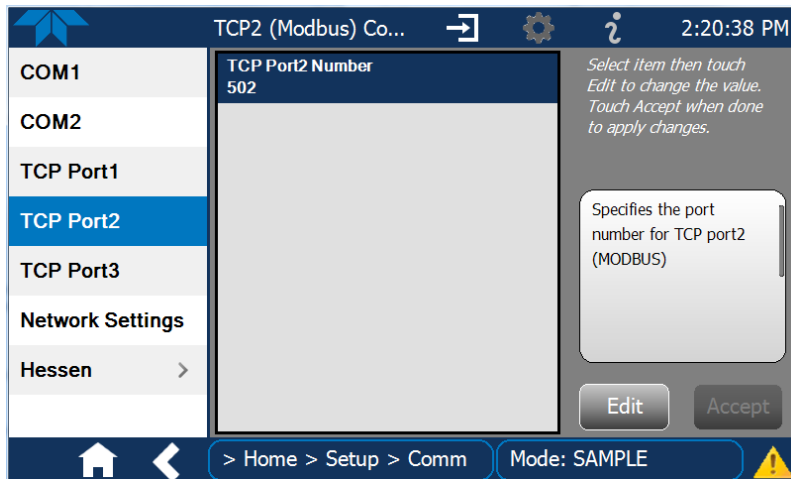 TCP2 (Modbus) Co...
2:20:38 PM
COM1
COM2
TCP Port1
TCP Port2
TCP Port3
Network Settings
Hessen
TCP Port2 Number
502
Select item then touch
Edit to change the value.
Touch Accept when done
to apply changes.
Specifies the port
number for TCP port2
(MODBUS)
Edit
Accept
> Home > Setup > Comm
Mode: SAMPLE